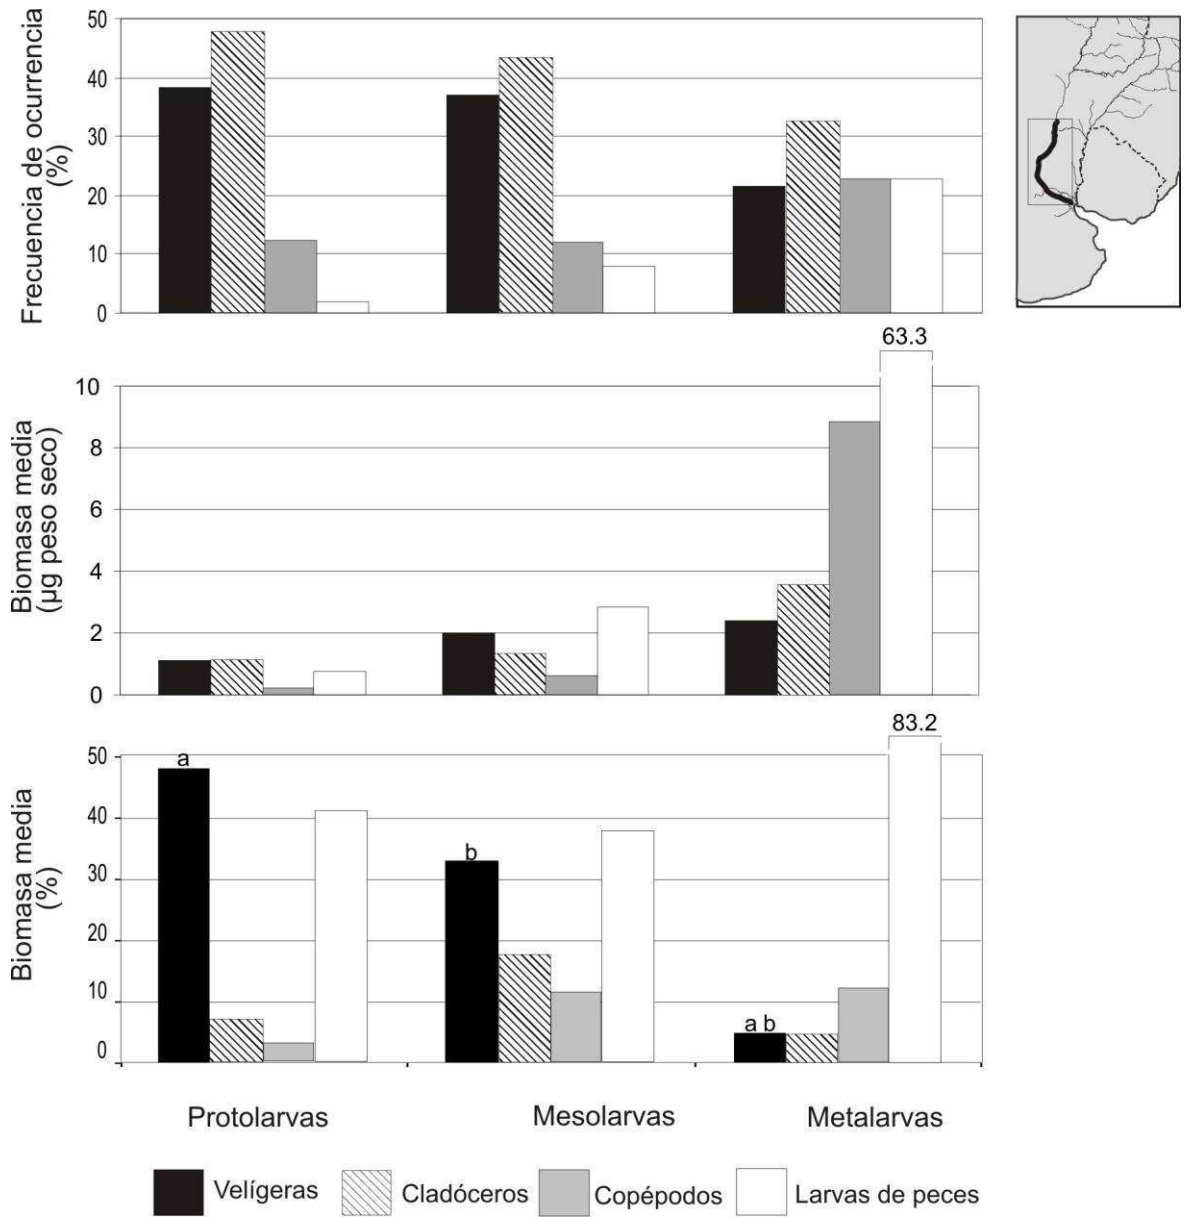 Frecuencia de ocurrencia
(%)
50
40
30
20
10
0
63.3
Biomasa media
(µg peso seco)
10
8
6
4
2
0
83.2
Biomasa media
(%)
50
40
30
20
10
0
a
b
a b
Protolarvas
Mesolarvas
Metalarvas
Velígeras
Cladóceros
Copépodos
Larvas de peces